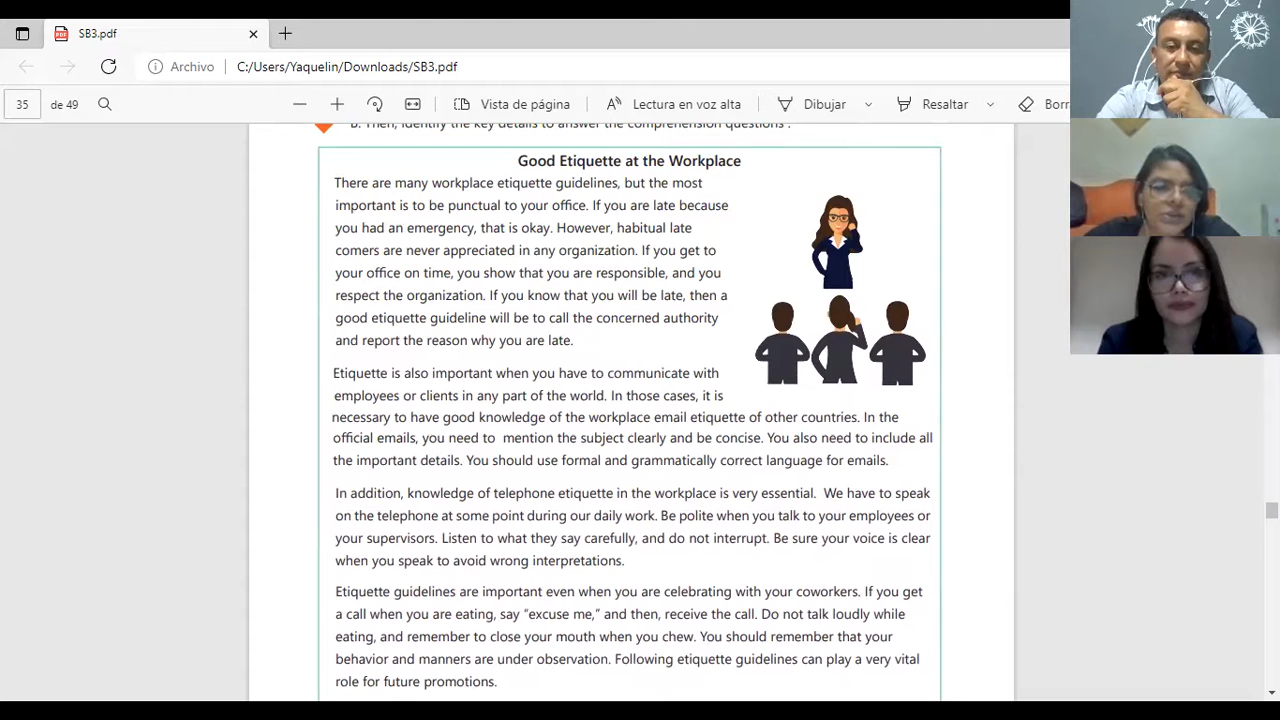 SB3.pdf
Archivo
C:/Users/Yaquelin/Downloads/SB3.pdf
35
de 49
Vista de página
Lectura en voz alta
Dibujar
Resaltar
Borr
B. Then, identify the key details to answer the comprehension questions .
Good Etiquette at the Workplace
There are many workplace etiquette guidelines, but the most
important is to be punctual to your office. If you are late because
you had an emergency, that is okay. However, habitual late
comers are never appreciated in any organization. If you get to
your office on time, you show that you are responsible, and you
respect the organization. If you know that you will be late, then a
good etiquette guideline will be to call the concerned authority
and report the reason why you are late.
Etiquette is also important when you have to communicate with
employees or clients in any part of the world. In those cases, it is
necessary to have good knowledge of the workplace email etiquette of other countries. In the
official emails, you need to mention the subject clearly and be concise. You also need to include all
the important details. You should use formal and grammatically correct language for emails.
In addition, knowledge of telephone etiquette in the workplace is very essential. We have to speak
on the telephone at some point during our daily work. Be polite when you talk to your employees or
your supervisors. Listen to what they say carefully, and do not interrupt. Be sure your voice is clear
when you speak to avoid wrong interpretations.
Etiquette guidelines are important even when you are celebrating with your coworkers. If you get
a call when you are eating, say “excuse me,” and then, receive the call. Do not talk loudly while
eating, and remember to close your mouth when you chew. You should remember that your
behavior and manners are under observation. Following etiquette guidelines can play a very vital
role for future promotions.